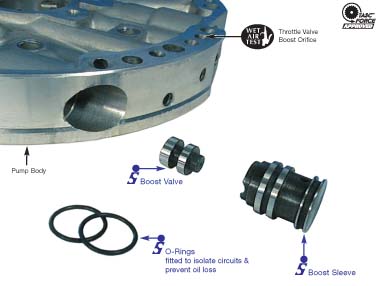 TASC
FORCE
APPROVED
WET
AIR
TEST
Throttle Valve
Boost Orifice
Pump Body
S Boost Valve
S O-Rings
fitted to isolate circuits &
prevent oil loss
S Boost Sleeve